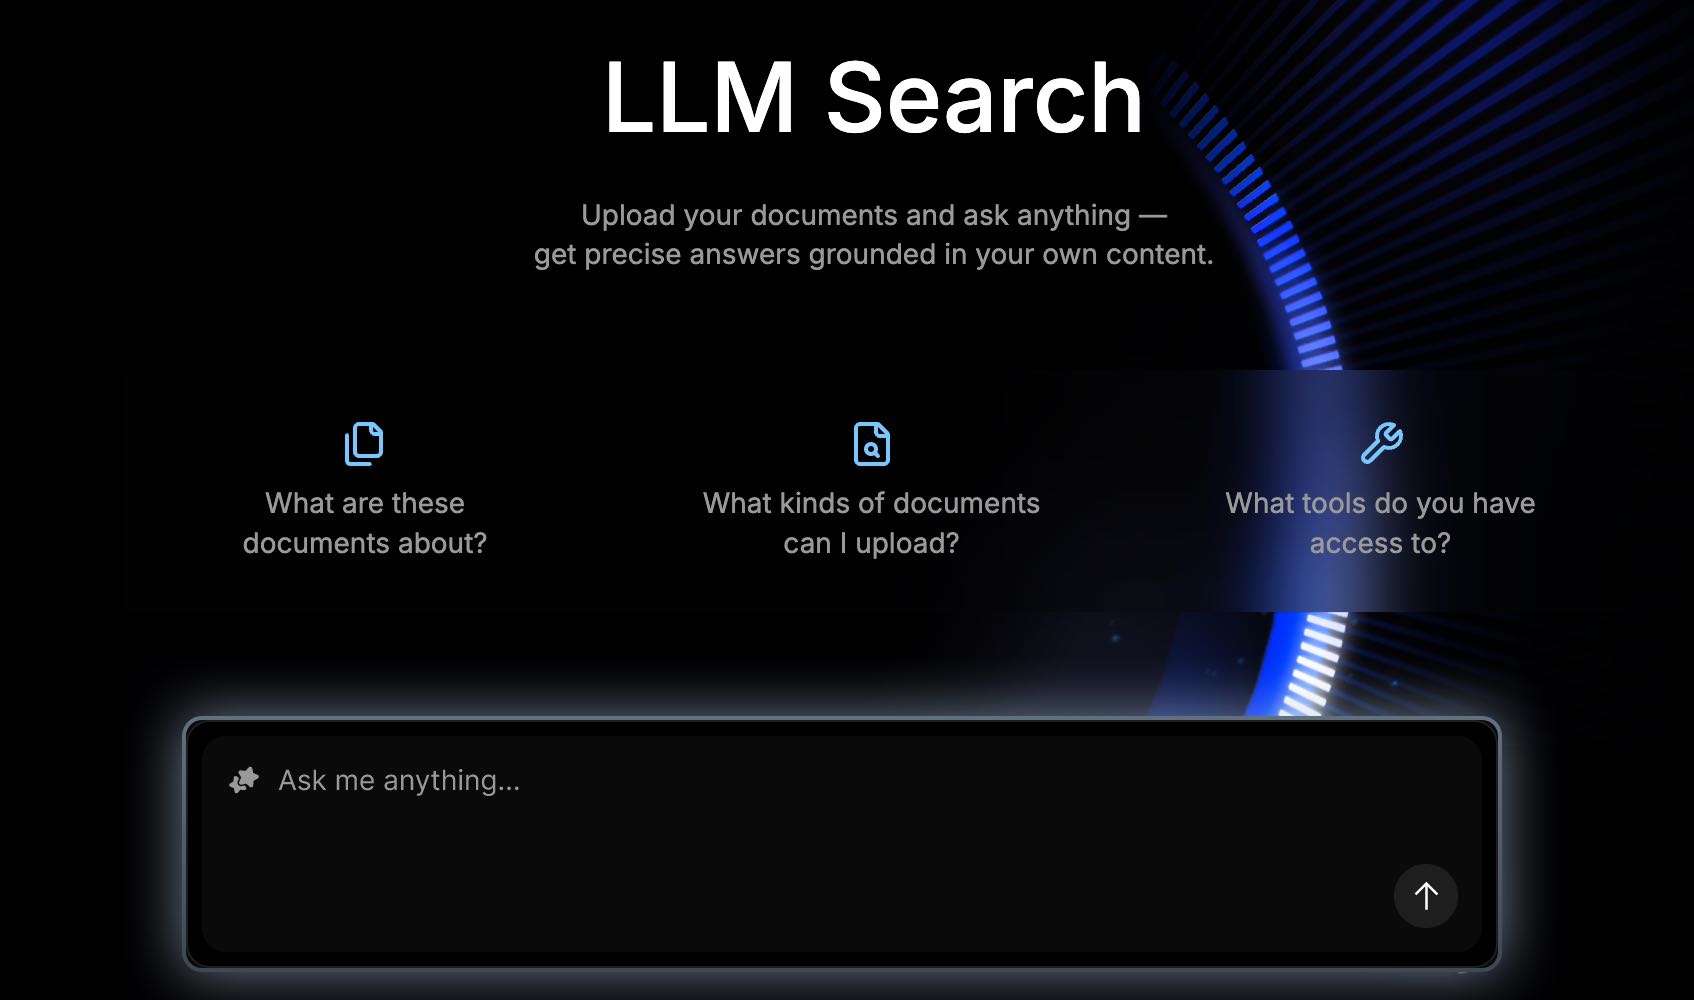 LLM Search
Upload your documents and ask anything —
get precise answers grounded in your own content.
What are these
documents about?
What kinds of documents
can I upload?
What tools do you have
access to?
Ask me anything...